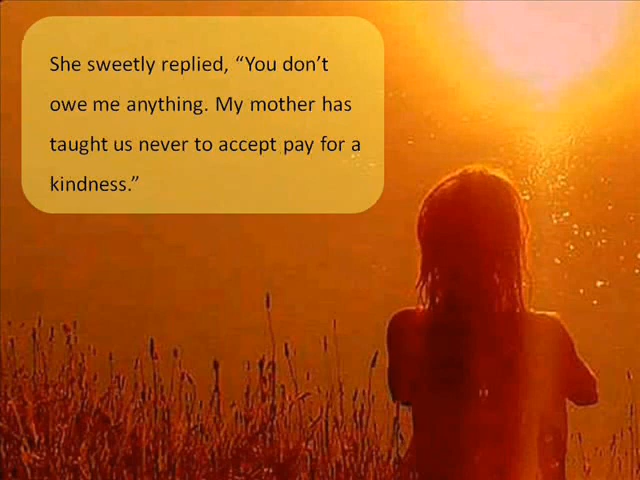 She sweetly replied, “You don’t
owe me anything. My mother has
taught us never to accept pay for a
kindness.”